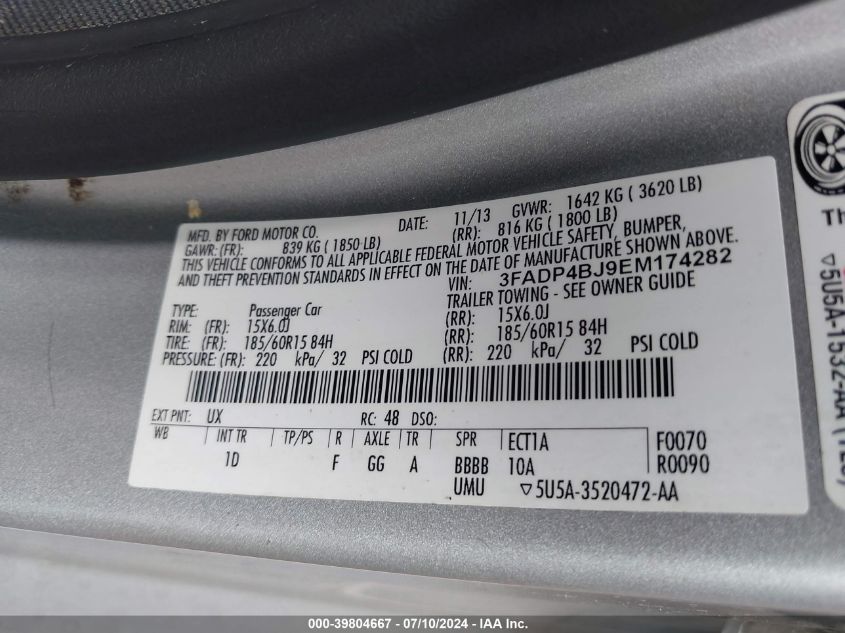 MFD. BY FORD MOTOR CO. DATE: 11/13 GVWR: 1642 KG ( 3620 LB)
GAWR: (FR): 839 KG ( 1850 LB) (RR): 816 KG ( 1800 LB)
THIS VEHICLE CONFORMS TO ALL APPLICABLE FEDERAL MOTOR VEHICLE SAFETY, BUMPER,
AND THEFT PREVENTION STANDARDS IN EFFECT ON THE DATE OF MANUFACTURE SHOWN ABOVE.
VIN: 3FADP4BJ9EM174282
TYPE: Passenger Car TRAILER TOWING - SEE OWNER GUIDE
RIM: (FR): 15X6.0J (RR): 15X6.0J
TIRE: (FR): 185/60R15 84H (RR): 185/60R15 84H
PRESSURE: (FR): 220 kPa/ 32 PSI COLD (RR): 220 kPa/ 32 PSI COLD
EXT PNT: UX RC: 48 DSO:
WB INT TR TP/PS R AXLE TR SPR ECT1A F0070
1D F GG A BBBB 10A R0090
UMU ▽5U5A-3520472-AA
Th
▽5U5A-1532-AA
000-39804667 - 07/10/2024 - IAA Inc.